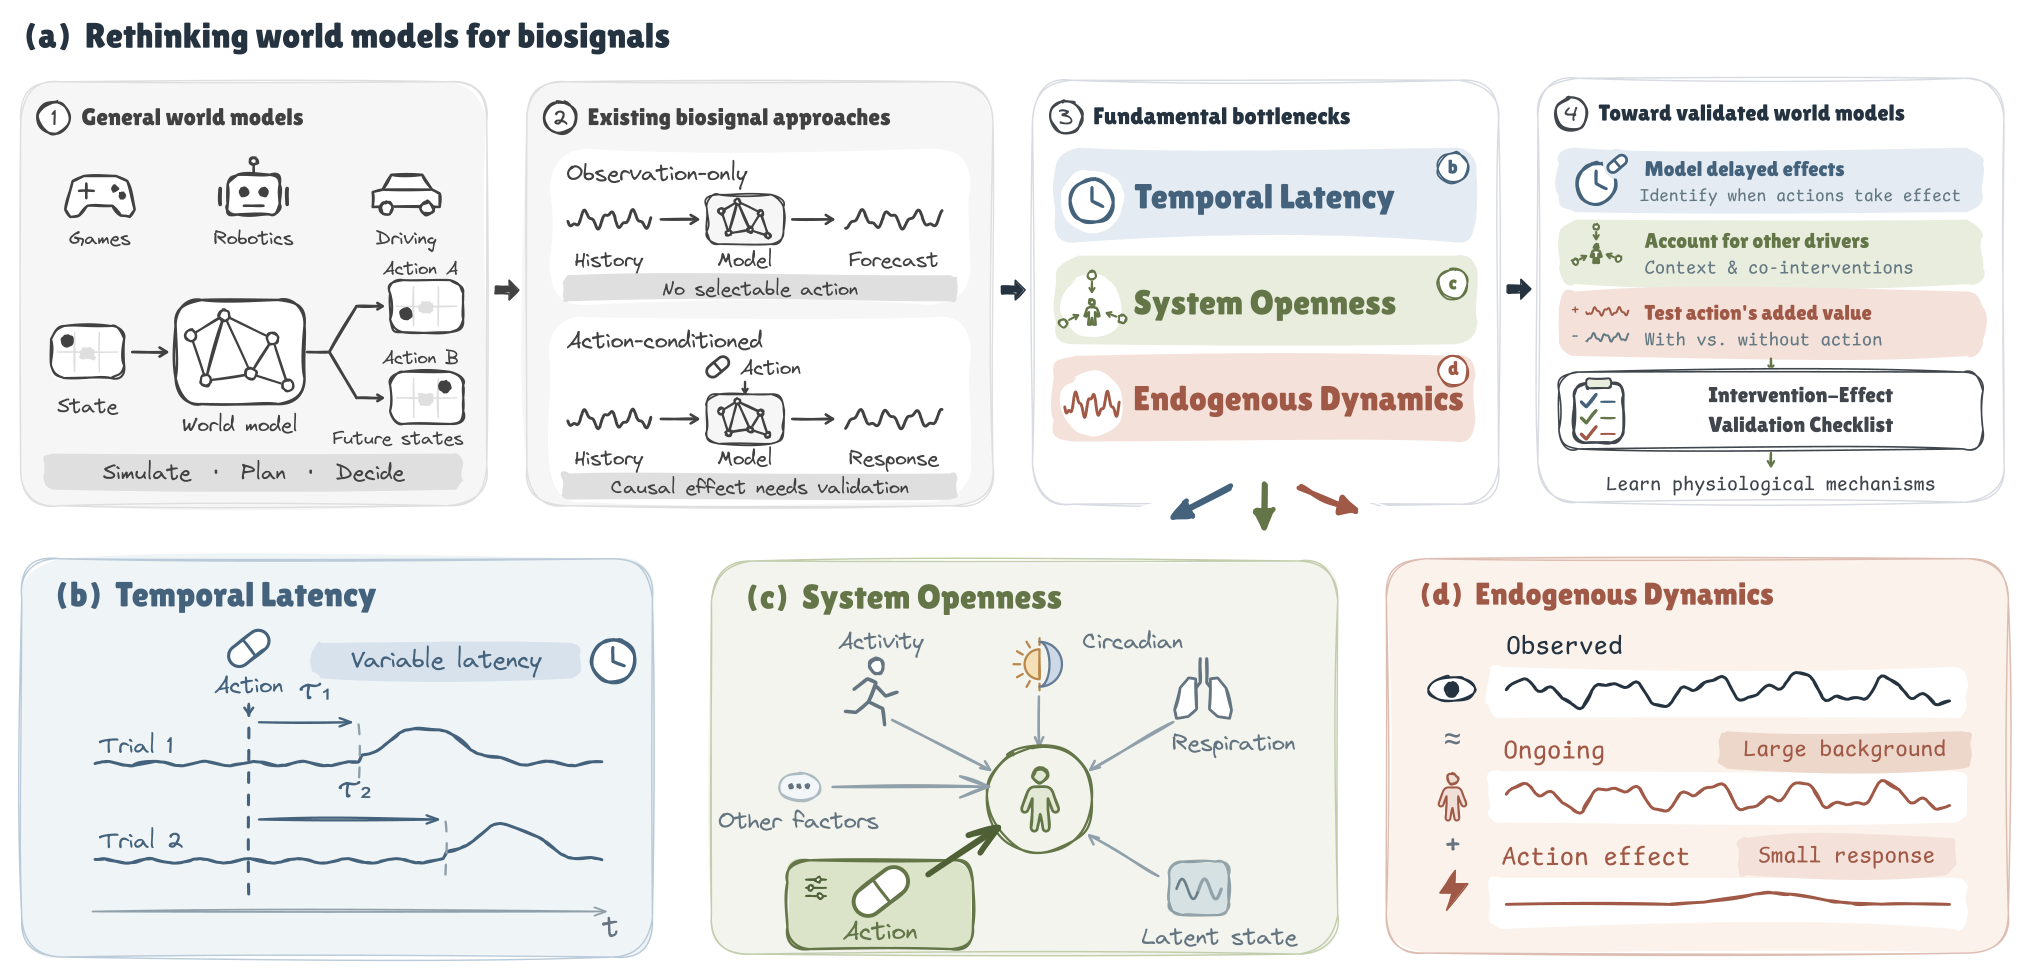 (a) Rethinking world models for biosignals
1 General world models
Games
Robotics
Driving
State
World model
Action A
Action B
Future states
Simulate · Plan · Decide
2 Existing biosignal approaches
Observation-only
History
Model
Forecast
No selectable action
Action-conditioned
Action
History
Model
Response
Causal effect needs validation
3 Fundamental bottlenecks
b
Temporal Latency
c
System Openness
d
Endogenous Dynamics
4 Toward validated world models
Model delayed effects
Identify when actions take effect
Account for other drivers
Context & co-interventions
+ Test action's added value
- With vs. without action
Intervention-Effect
Validation Checklist
Learn physiological mechanisms
(b) Temporal Latency
Variable latency
Action
τ1
Trial 1
τ2
Trial 2
t
(c) System Openness
Activity
Circadian
Respiration
Other factors
Action
Latent state
(d) Endogenous Dynamics
Observed
≈
Ongoing
Large background
+
Action effect
Small response